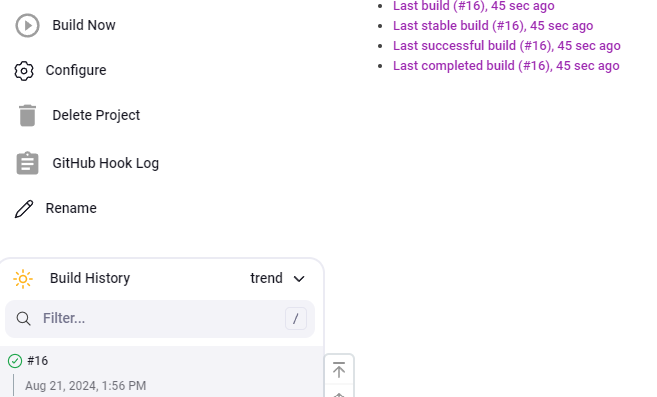 Build Now
Configure
Delete Project
GitHub Hook Log
Rename
Build History trend
Filter... /
#16
Aug 21, 2024, 1:56 PM
Last build (#16), 45 sec ago
Last stable build (#16), 45 sec ago
Last successful build (#16), 45 sec ago
Last completed build (#16), 45 sec ago